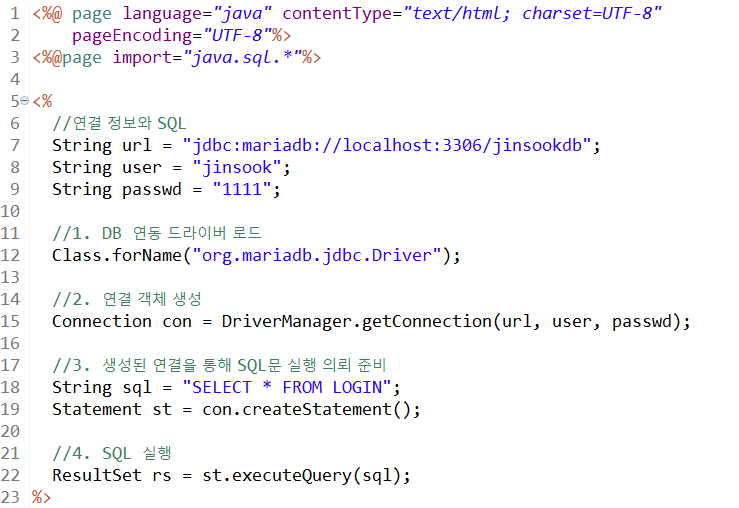 1 <%@ page language="java" contentType="text/html; charset=UTF-8"
2     pageEncoding="UTF-8"%>
3 <%@page import="java.sql.*"%>
4
5 <%
6   //연결 정보와 SQL
7   String url = "jdbc:mariadb://localhost:3306/jinsookdb";
8   String user = "jinsook";
9   String passwd = "1111";
10
11   //1. DB 연동 드라이버 로드
12   Class.forName("org.mariadb.jdbc.Driver");
13
14   //2. 연결 객체 생성
15   Connection con = DriverManager.getConnection(url, user, passwd);
16
17   //3. 생성된 연결을 통해 SQL문 실행 의뢰 준비
18   String sql = "SELECT * FROM LOGIN";
19   Statement st = con.createStatement();
20
21   //4. SQL 실행
22   ResultSet rs = st.executeQuery(sql);
23 %>